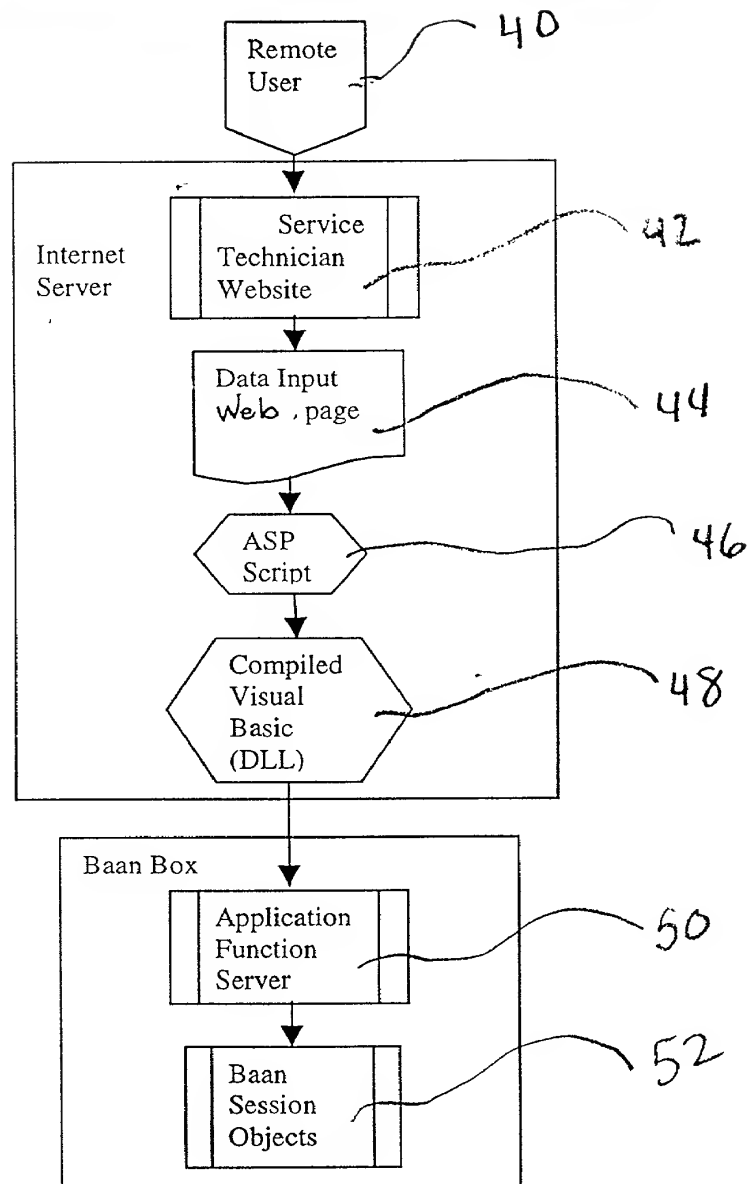 Remote
User
40
Internet
Server
Service
Technician
Website
42
Data Input
Web. page
44
ASP
Script
46
Compiled
Visual
Basic
(DLL)
48
Baan Box
Application
Function
Server
50
Baan
Session
Objects
52